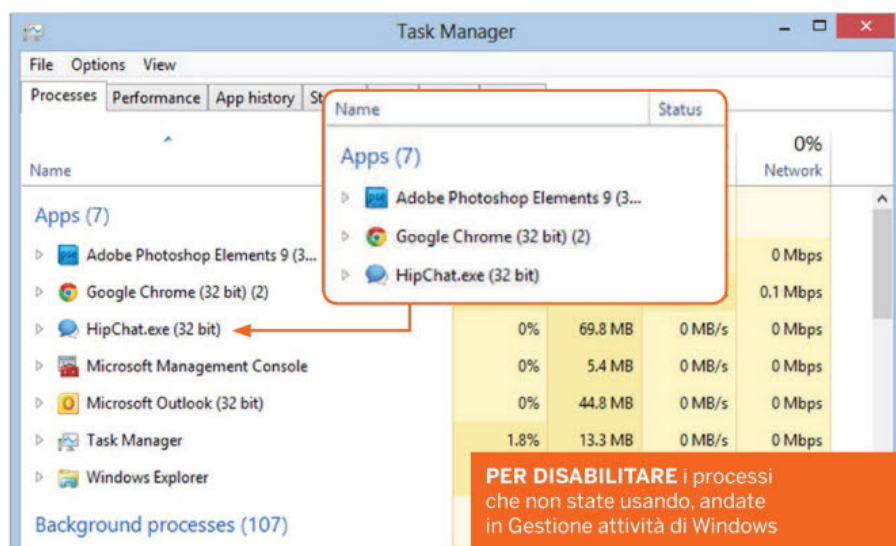 Task Manager
File Options View
Processes Performance App history St
Name
0%
Network
Apps (7)
Adobe Photoshop Elements 9 (3...
0 Mbps
Google Chrome (32 bit) (2)
0.1 Mbps
HipChat.exe (32 bit) 0% 69.8 MB 0 MB/s 0 Mbps
Microsoft Management Console 0% 5.4 MB 0 MB/s 0 Mbps
Microsoft Outlook (32 bit) 0% 44.8 MB 0 MB/s 0 Mbps
Task Manager 1.8% 13.3 MB 0 MB/s 0 Mbps
Windows Explorer
Background processes (107)
Name Status
Apps (7)
Adobe Photoshop Elements 9 (3...
Google Chrome (32 bit) (2)
HipChat.exe (32 bit)
PER DISABILITARE i processi
che non state usando, andate
in Gestione attività di Windows